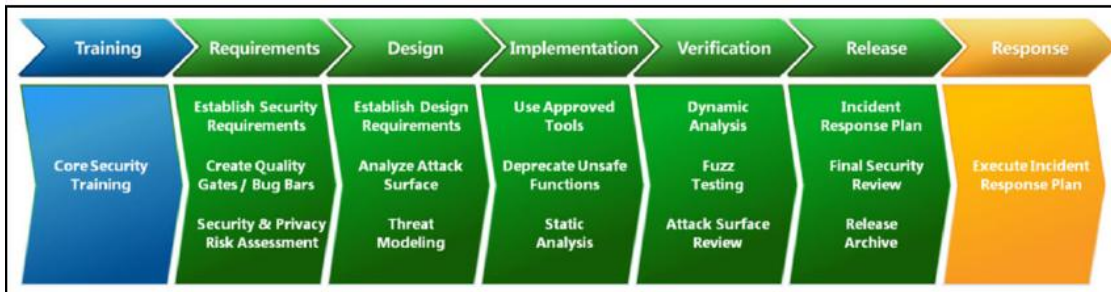 Training
Requirements
Design
Implementation
Verification
Release
Response
Core Security
Training
Establish Security
Requirements
Create Quality
Gates / Bug Bars
Security & Privacy
Risk Assessment
Establish Design
Requirements
Analyze Attack
Surface
Threat
Modeling
Use Approved
Tools
Deprecate Unsafe
Functions
Static
Analysis
Dynamic
Analysis
Fuzz
Testing
Attack Surface
Review
Incident
Response Plan
Final Security
Review
Release
Archive
Execute Incident
Response Plan